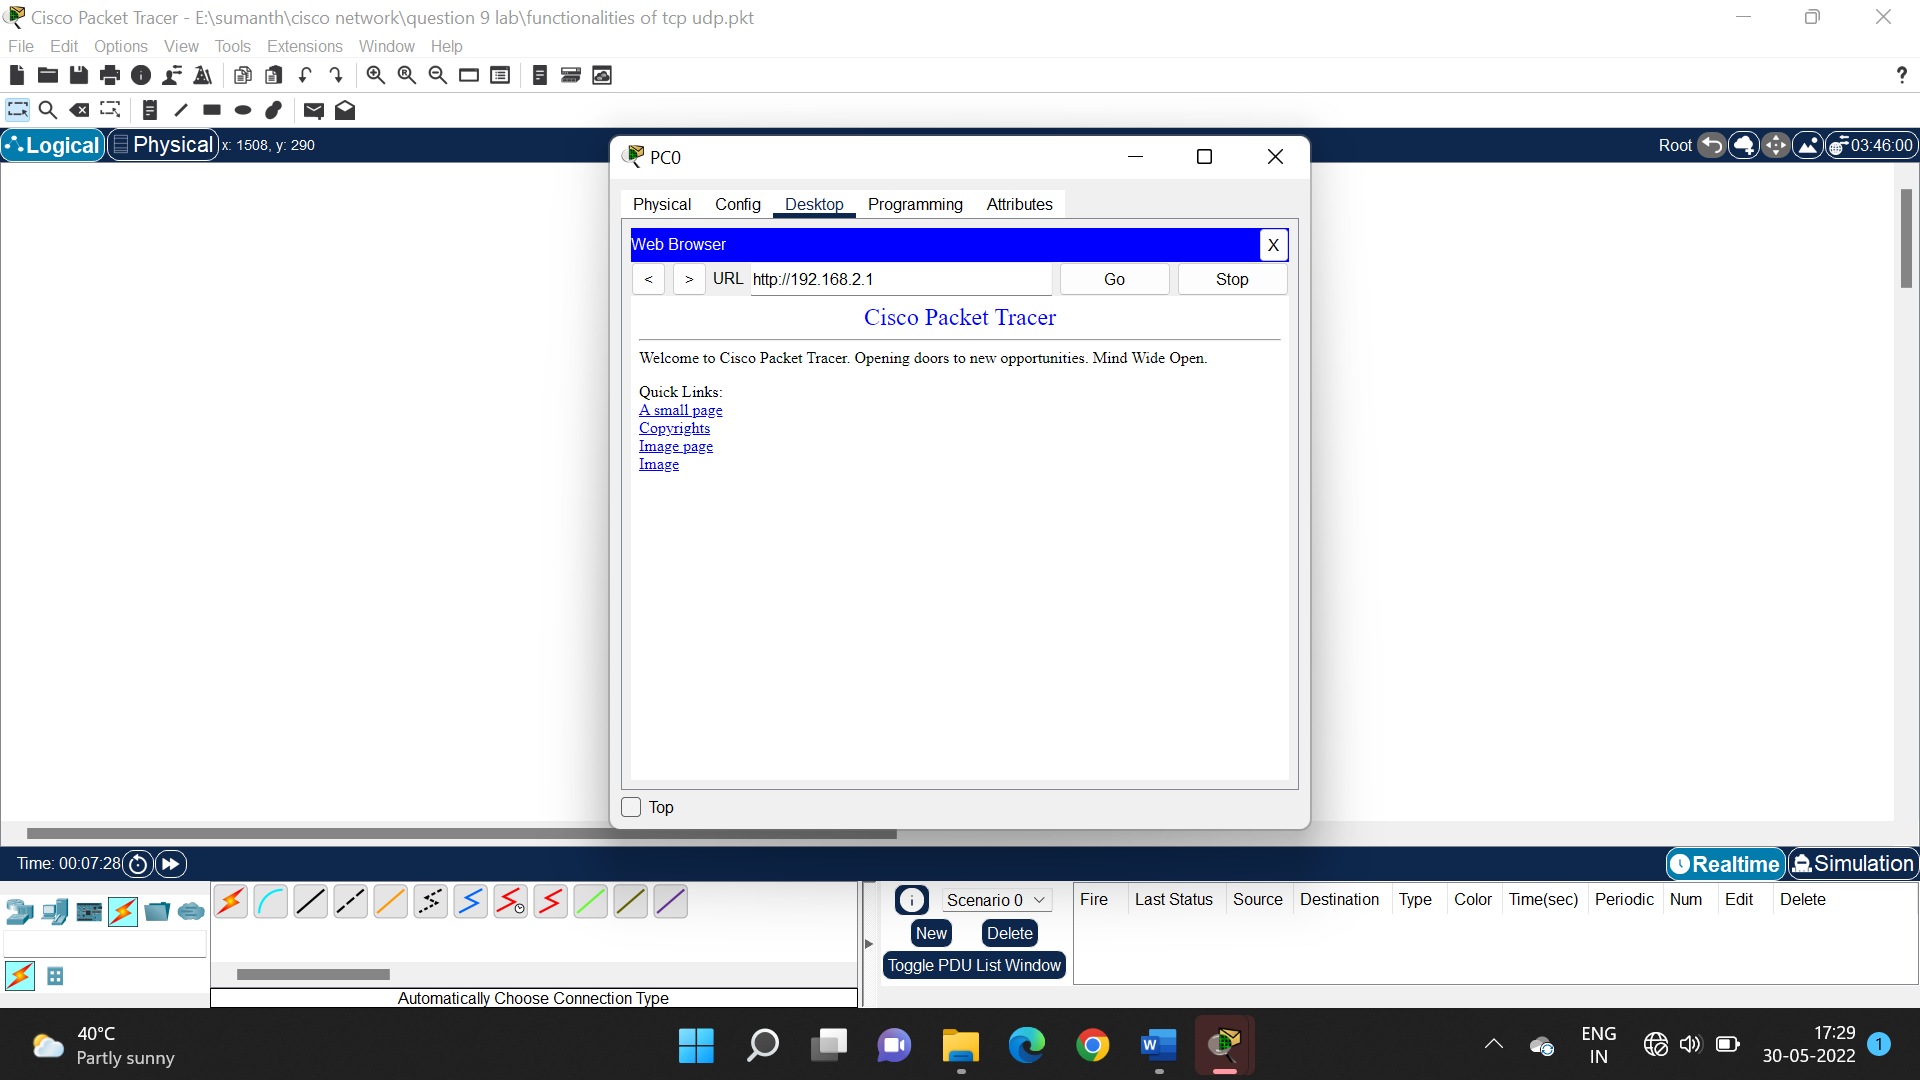 Cisco Packet Tracer - E:\sumanth\cisco network\question 9 lab\functionalities of tcp udp.pkt
File Edit Options View Tools Extensions Window Help
?
Logical Physical x: 1508, y: 290 Root 03:46:00
PC0
Physical Config Desktop Programming Attributes
Web Browser X
< > URL http://192.168.2.1 Go Stop
Cisco Packet Tracer
Welcome to Cisco Packet Tracer. Opening doors to new opportunities. Mind Wide Open.
Quick Links:
A small page
Copyrights
Image page
Image
Top
Time: 00:07:28 Realtime Simulation
Scenario 0 Fire Last Status Source Destination Type Color Time(sec) Periodic Num Edit Delete
New Delete
Toggle PDU List Window
Automatically Choose Connection Type
40°C
Partly sunny
ENG
IN
17:29
30-05-2022
1